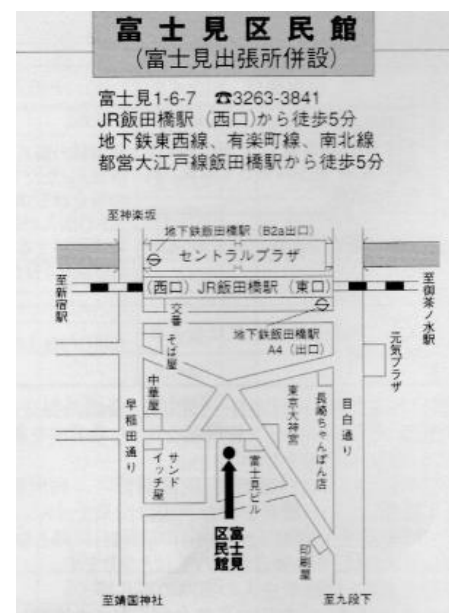 富士見区民館
(富士見出張所併設)
富士見1-6-7 ☎3263-3841
JR飯田橋駅(西口)から徒歩5分
地下鉄東西線、有楽町線、南北線
都営大江戸線飯田橋駅から徒歩5分
至神楽坂
地下鉄飯田橋駅(B2a出口)
セントラルプラザ
至新宿駅
(西口)JR飯田橋駅(東口)
至御茶ノ水駅
交番
地下鉄飯田橋駅
A4(出口)
そば屋
元気プラザ
中華屋
早稲田通り
サンド
イッチ屋
東京大神宮
長崎ちゃんぽん店
目白通り
富士見ビル
富士見
区民館
印刷屋
至靖国神社
至九段下